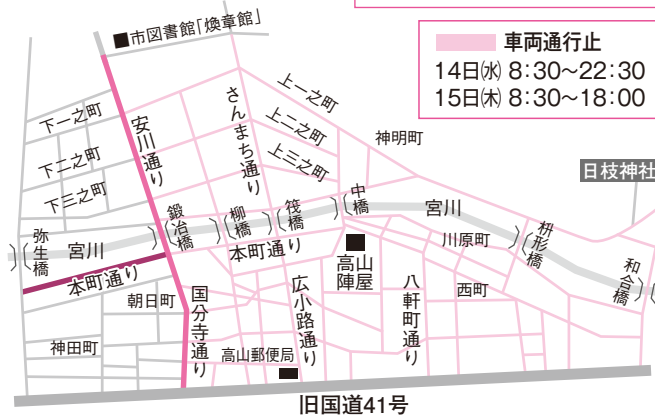 ■市図書館「煥章館」
車両通行止
14日㈬ 8:30〜22:30
15日㈭ 8:30〜18:00
下一之町
下二之町
下三之町
安川通り
さんまち通り
上一之町
上二之町
上三之町
神明町
日枝神社
弥生橋
宮川
鍛冶橋
柳橋
筏橋
中橋
宮川
枡形橋
和合橋
本町通り
本町通り
川原町
高山陣屋
朝日町
国分寺通り
広小路通り
八軒町通り
西町
神田町
高山郵便局
旧国道41号